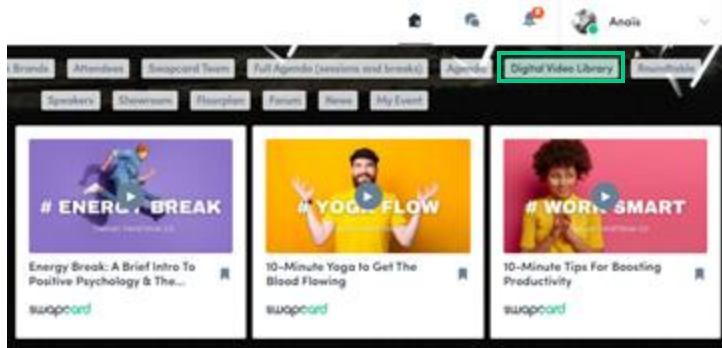 Anaïs
Brands Attendees Swapcard Team Full Agenda (sessions and breaks) Agenda Digital Video Library Roundtable
Speakers Showroom Floorplan Forum News My Event
# ENERGY BREAK
# YOGA FLOW
# WORK SMART
Energy Break: A Brief Intro To
Positive Psychology & The...
10-Minute Yoga to Get The
Blood Flowing
10-Minute Tips For Boosting
Productivity
swapcard
swapcard
swapcard